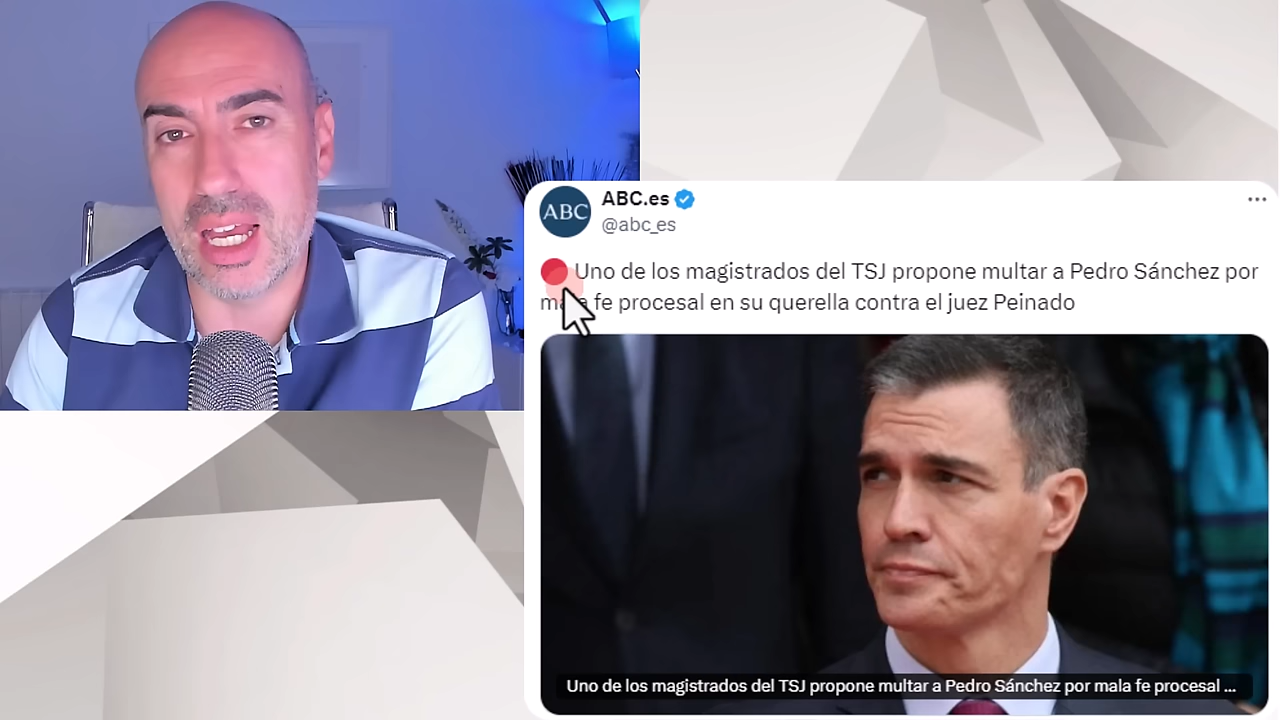 ABC
ABC.es
@abc_es
Uno de los magistrados del TSJ propone multar a Pedro Sánchez por
mala fe procesal en su querella contra el juez Peinado
Uno de los magistrados del TSJ propone multar a Pedro Sánchez por mala fe procesal ...